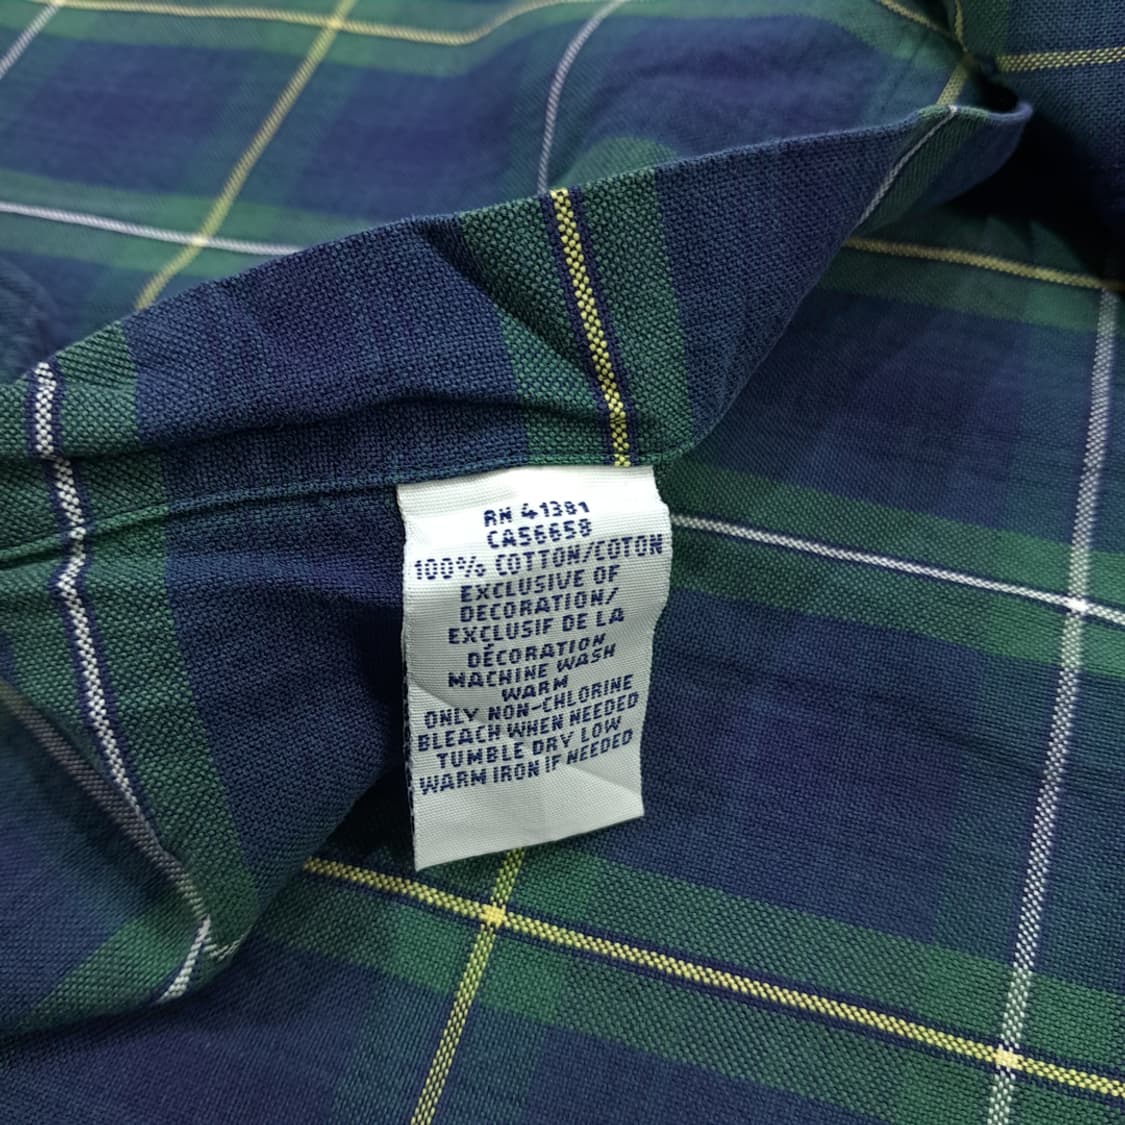 RN 41381
CA56658
100% COTTON/COTON
EXCLUSIVE OF
DECORATION/
EXCLUSIF DE LA
DÉCORATION
MACHINE WASH
WARM
ONLY NON-CHLORINE
BLEACH WHEN NEEDED
TUMBLE DRY LOW
WARM IRON IF NEEDED